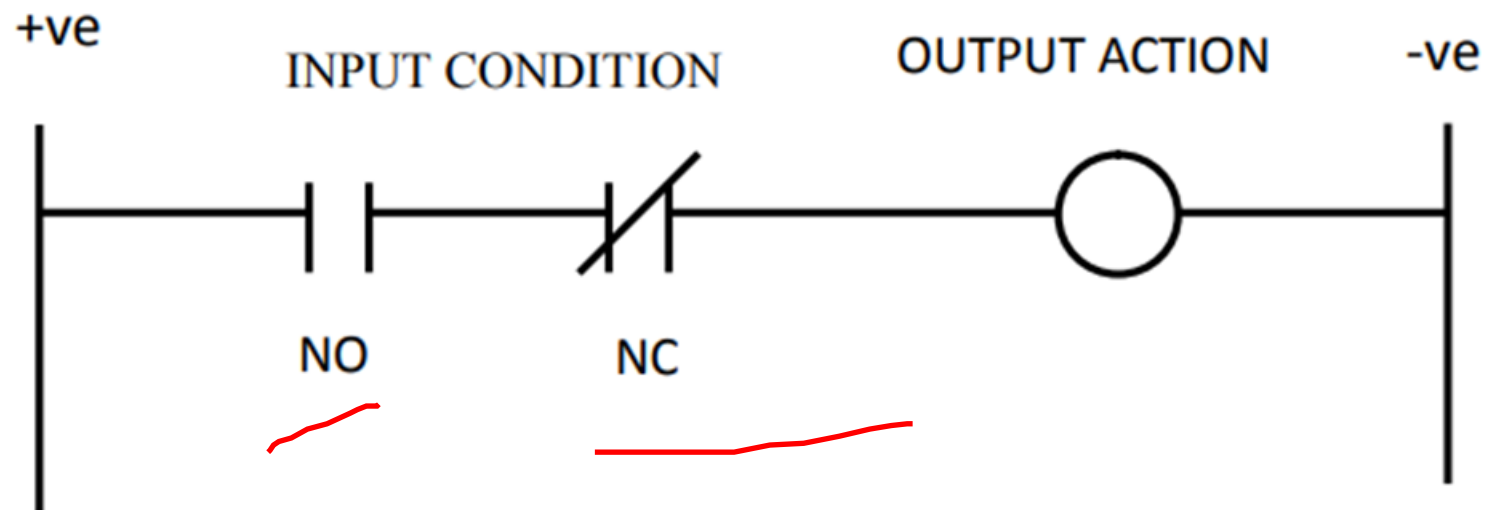 +ve
INPUT CONDITION
OUTPUT ACTION
-ve
NO
NC